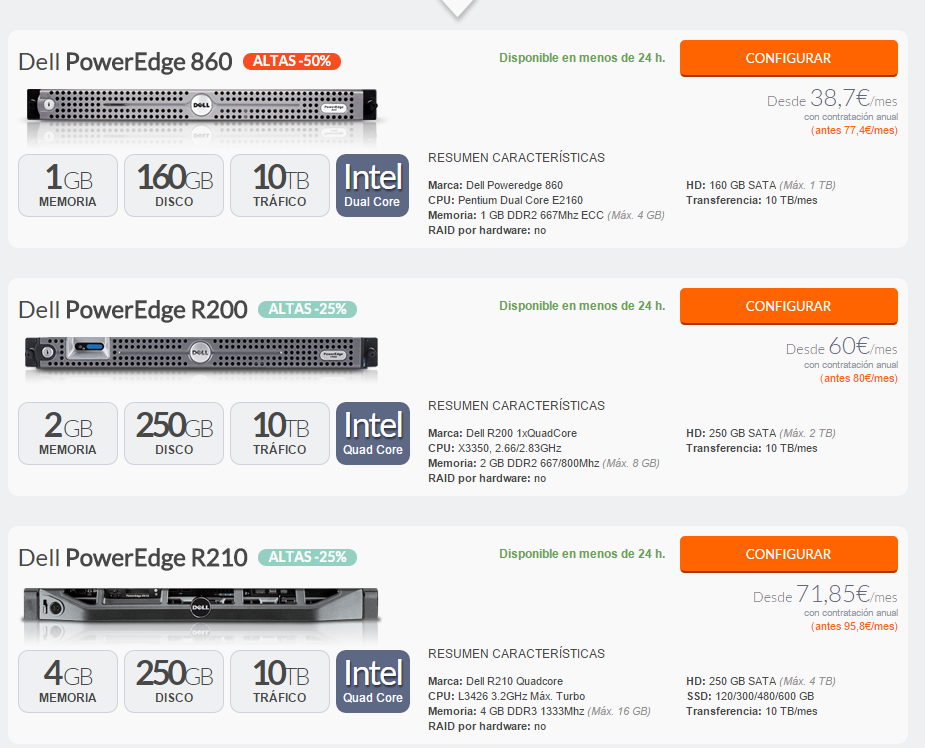 Dell PowerEdge 860 ALTAS -50%
Disponible en menos de 24 h.
CONFIGURAR
DELL
Desde 38,7€/mes
con contratación anual
(antes 77,4€/mes)
1GB MEMORIA
160GB DISCO
10TB TRÁFICO
Intel Dual Core
RESUMEN CARACTERÍSTICAS
Marca: Dell Poweredge 860
CPU: Pentium Dual Core E2160
Memoria: 1 GB DDR2 667Mhz ECC (Máx. 4 GB)
RAID por hardware: no
HD: 160 GB SATA (Máx. 1 TB)
Transferencia: 10 TB/mes
Dell PowerEdge R200 ALTAS -25%
Disponible en menos de 24 h.
CONFIGURAR
DELL
Desde 60€/mes
con contratación anual
(antes 80€/mes)
2GB MEMORIA
250GB DISCO
10TB TRÁFICO
Intel Quad Core
RESUMEN CARACTERÍSTICAS
Marca: Dell R200 1xQuadCore
CPU: X3350, 2.66/2.83GHz
Memoria: 2 GB DDR2 667/800Mhz (Máx. 8 GB)
RAID por hardware: no
HD: 250 GB SATA (Máx. 2 TB)
Transferencia: 10 TB/mes
Dell PowerEdge R210 ALTAS -25%
Disponible en menos de 24 h.
CONFIGURAR
DELL
Desde 71,85€/mes
con contratación anual
(antes 95,8€/mes)
4GB MEMORIA
250GB DISCO
10TB TRÁFICO
Intel Quad Core
RESUMEN CARACTERÍSTICAS
Marca: Dell R210 Quadcore
CPU: L3426 3.2GHz Máx. Turbo
Memoria: 4 GB DDR3 1333Mhz (Máx. 16 GB)
RAID por hardware: no
HD: 250 GB SATA (Máx. 4 TB)
SSD: 120/300/480/600 GB
Transferencia: 10 TB/mes